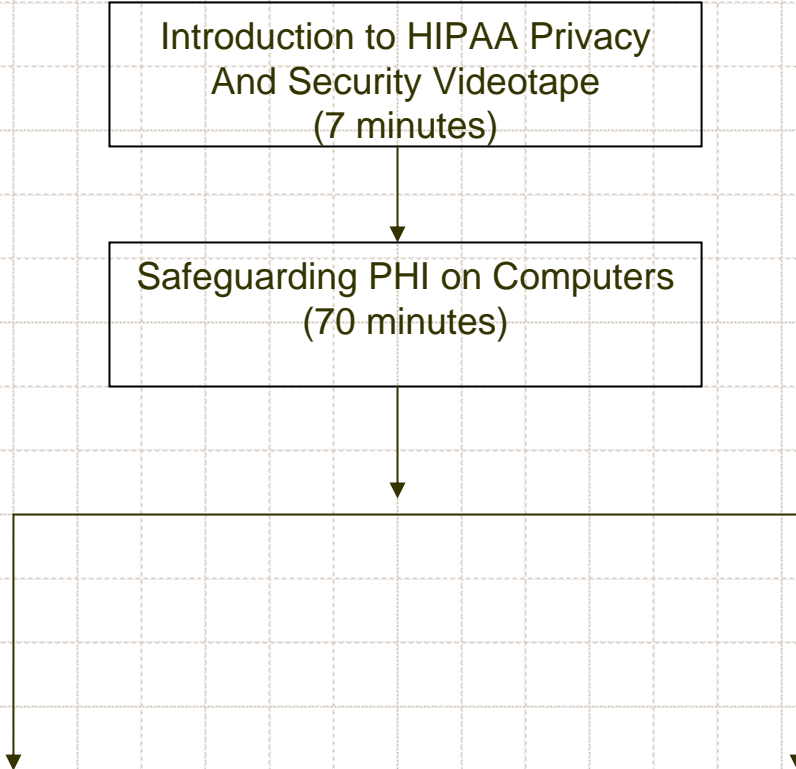 Introduction to HIPAA Privacy
And Security Videotape
(7 minutes)
Safeguarding PHI on Computers
(70 minutes)